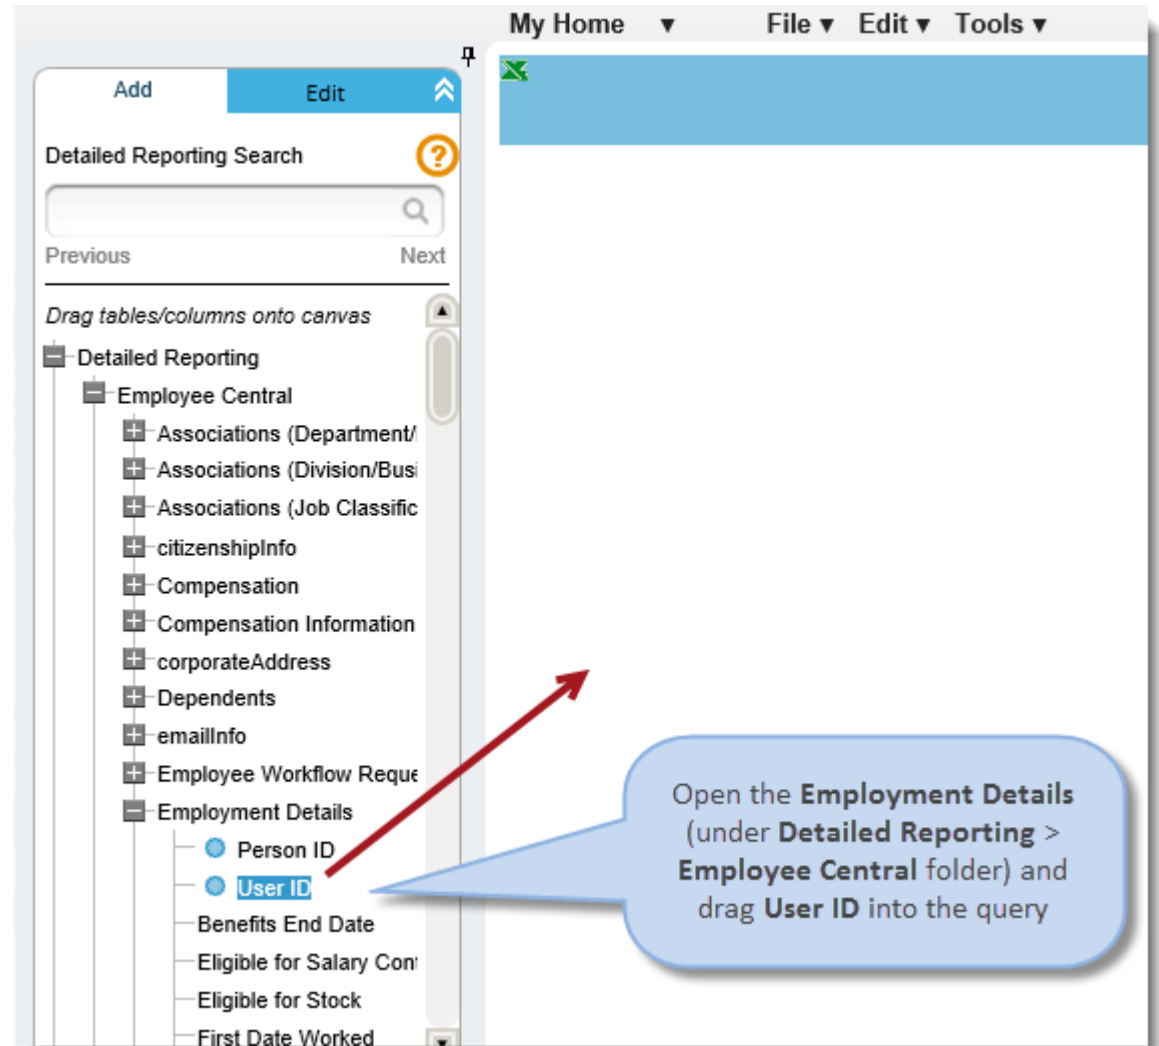 My Home ▼ File ▼ Edit ▼ Tools ▼
Add Edit
Detailed Reporting Search ?
Previous Next
Drag tables/columns onto canvas
Detailed Reporting
Employee Central
Associations (Department/
Associations (Division/Busi
Associations (Job Classific
citizenshipInfo
Compensation
Compensation Information
corporateAddress
Dependents
emailInfo
Employee Workflow Reque
Employment Details
Person ID
User ID
Benefits End Date
Eligible for Salary Cont
Eligible for Stock
First Date Worked
Open the Employment Details
(under Detailed Reporting >
Employee Central folder) and
drag User ID into the query